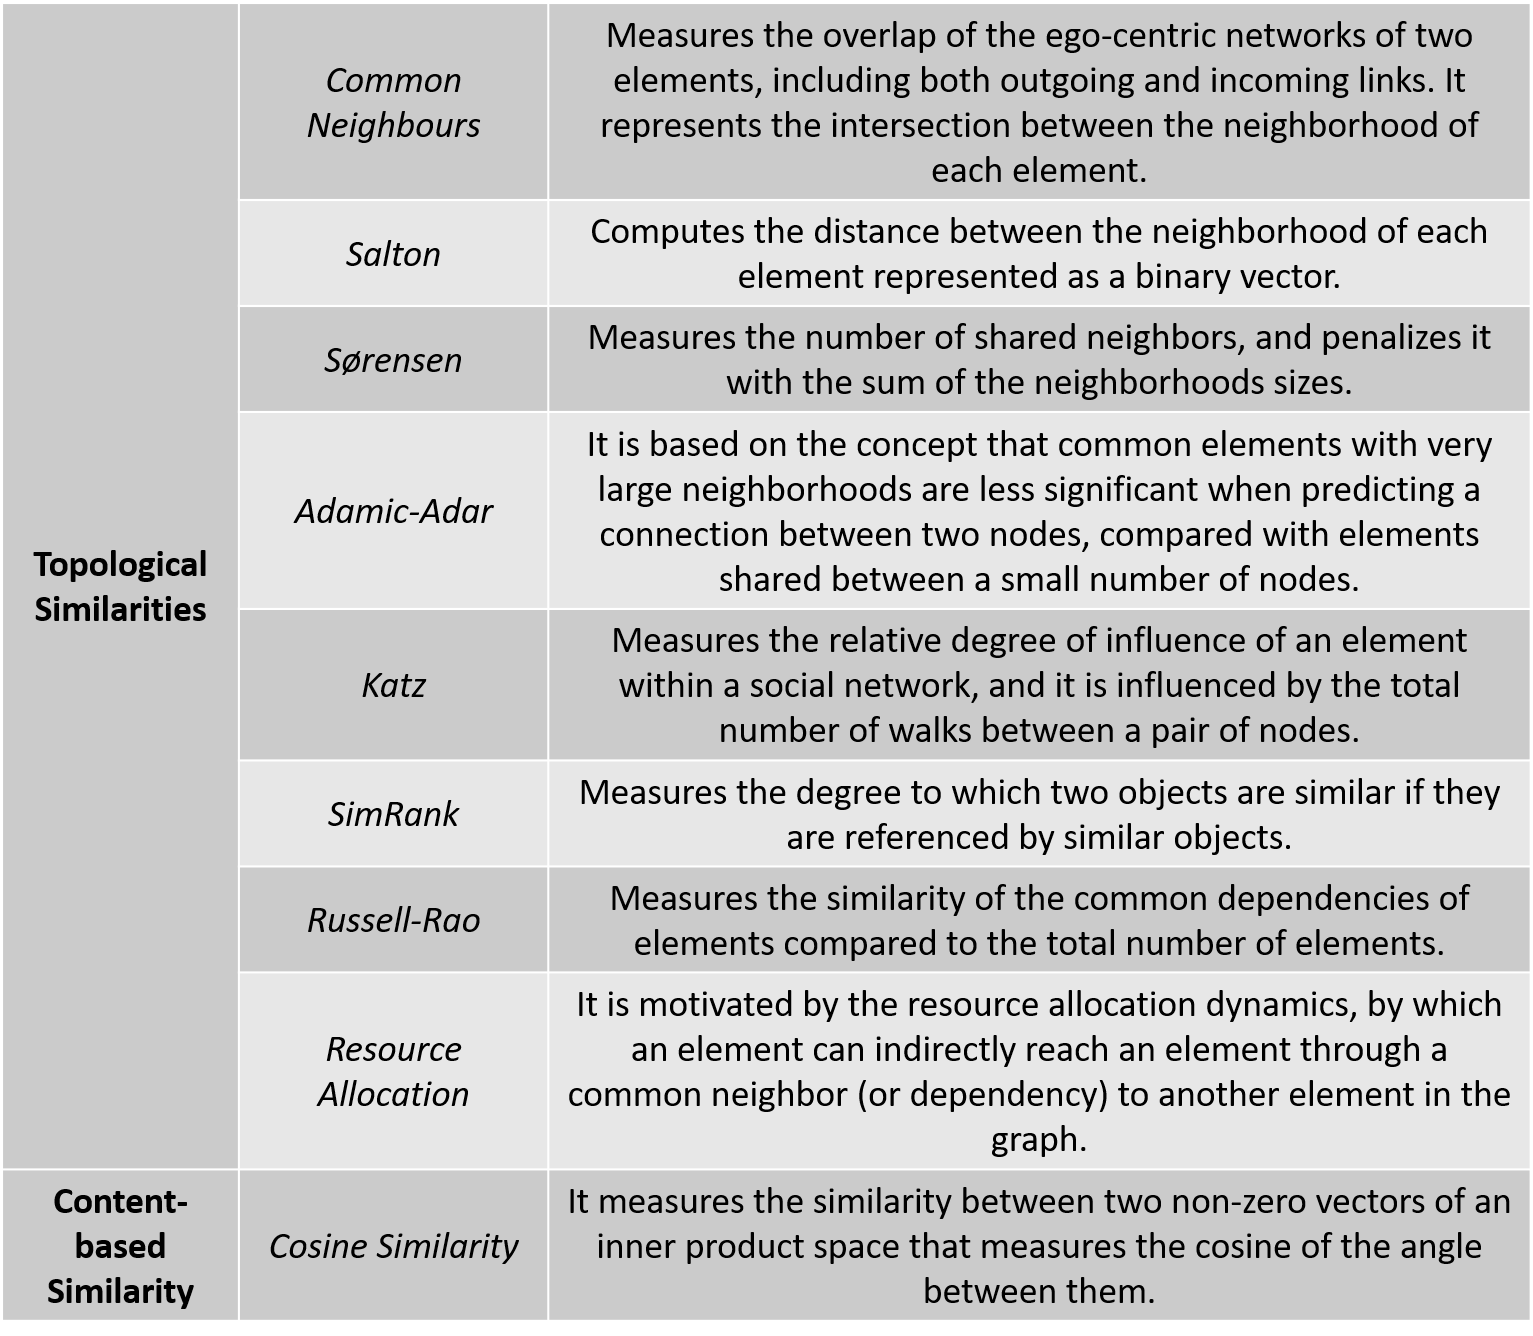 Topological
Similarities
Common
Neighbours
Measures the overlap of the ego-centric networks of two
elements, including both outgoing and incoming links. It
represents the intersection between the neighborhood of
each element.
Salton
Computes the distance between the neighborhood of each
element represented as a binary vector.
Sørensen
Measures the number of shared neighbors, and penalizes it
with the sum of the neighborhoods sizes.
Adamic-Adar
It is based on the concept that common elements with very
large neighborhoods are less significant when predicting a
connection between two nodes, compared with elements
shared between a small number of nodes.
Katz
Measures the relative degree of influence of an element
within a social network, and it is influenced by the total
number of walks between a pair of nodes.
SimRank
Measures the degree to which two objects are similar if they
are referenced by similar objects.
Russell-Rao
Measures the similarity of the common dependencies of
elements compared to the total number of elements.
Resource
Allocation
It is motivated by the resource allocation dynamics, by which
an element can indirectly reach an element through a
common neighbor (or dependency) to another element in the
graph.
Content-
based
Similarity
Cosine Similarity
It measures the similarity between two non-zero vectors of an
inner product space that measures the cosine of the angle
between them.